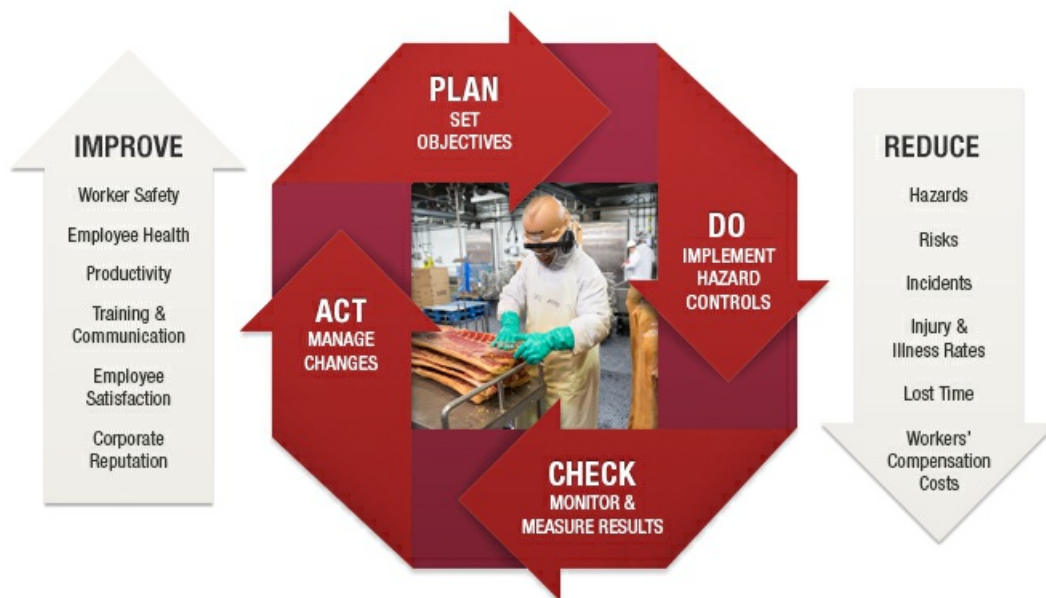 IMPROVE
Worker Safety
Employee Health
Productivity
Training &
Communication
Employee
Satisfaction
Corporate
Reputation
PLAN
SET
OBJECTIVES
DO
IMPLEMENT
HAZARD
CONTROLS
CHECK
MONITOR &
MEASURE RESULTS
ACT
MANAGE
CHANGES
REDUCE
Hazards
Risks
Incidents
Injury &
Illness Rates
Lost Time
Workers'
Compensation
Costs